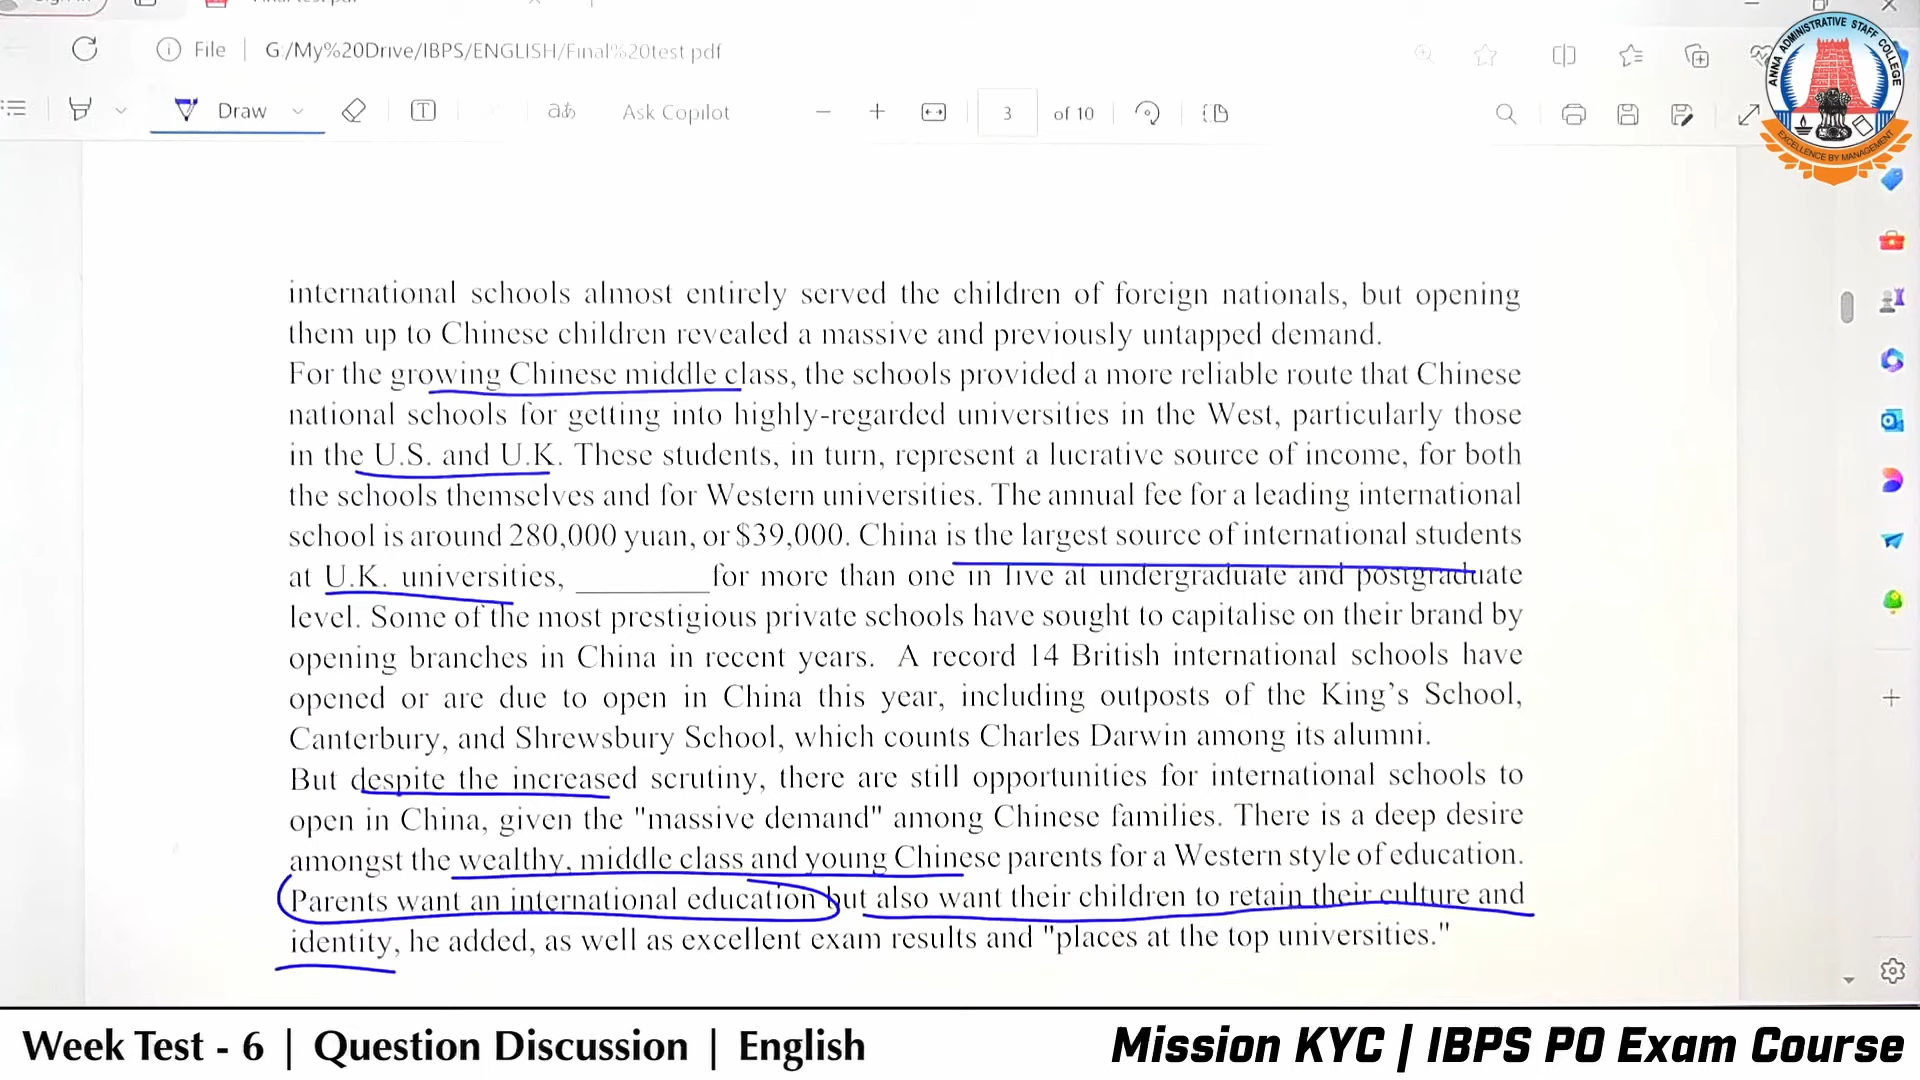 File
G:/My%20Drive/IBPS/ENGLISH/Final%20test.pdf
Draw
T
aあ
Ask Copilot
3
of 10
ANNA ADMINISTRATIVE STAFF COLLEGE
EXCELLENCE BY MANAGEMENT
international schools almost entirely served the children of foreign nationals, but opening
them up to Chinese children revealed a massive and previously untapped demand.
For the growing Chinese middle class, the schools provided a more reliable route that Chinese
national schools for getting into highly-regarded universities in the West, particularly those
in the U.S. and U.K. These students, in turn, represent a lucrative source of income, for both
the schools themselves and for Western universities. The annual fee for a leading international
school is around 280,000 yuan, or $39,000. China is the largest source of international students
at U.K. universities, ________ for more than one in five at undergraduate and postgraduate
level. Some of the most prestigious private schools have sought to capitalise on their brand by
opening branches in China in recent years. A record 14 British international schools have
opened or are due to open in China this year, including outposts of the King's School,
Canterbury, and Shrewsbury School, which counts Charles Darwin among its alumni.
But despite the increased scrutiny, there are still opportunities for international schools to
open in China, given the "massive demand" among Chinese families. There is a deep desire
amongst the wealthy, middle class and young Chinese parents for a Western style of education.
Parents want an international education but also want their children to retain their culture and
identity, he added, as well as excellent exam results and "places at the top universities."
Week Test - 6 | Question Discussion | English
Mission KYC | IBPS PO Exam Course